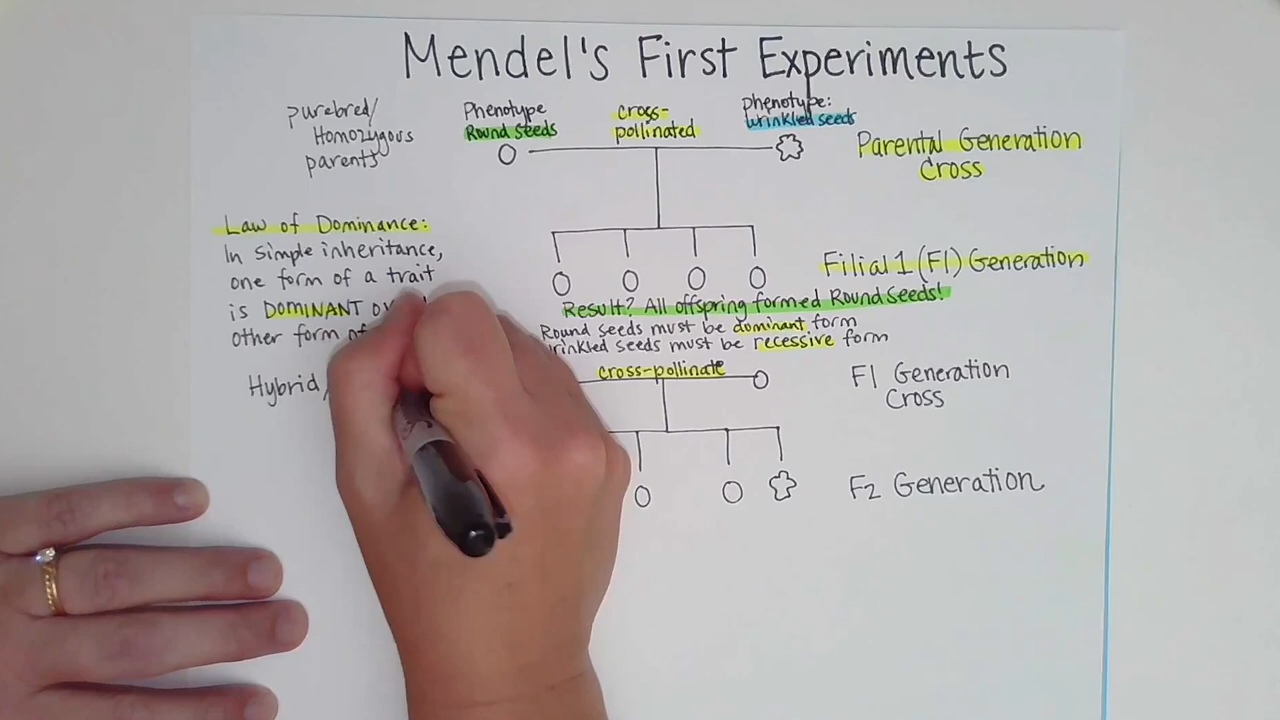 Mendel's First Experiments
purebred/
Homozygous
parents
Phenotype
Round Seeds
cross-
pollinated
phenotype:
wrinkled seeds
Parental Generation
Cross
Law of Dominance:
In simple inheritance,
one form of a trait
is DOMINANT
other form of
Filial 1 (F1) Generation
Result? All offspring formed Round Seeds!
Round Seeds must be dominant form
seeds must be recessive form
Hybrid/
cross-pollinate
F1 Generation
Cross
F2 Generation